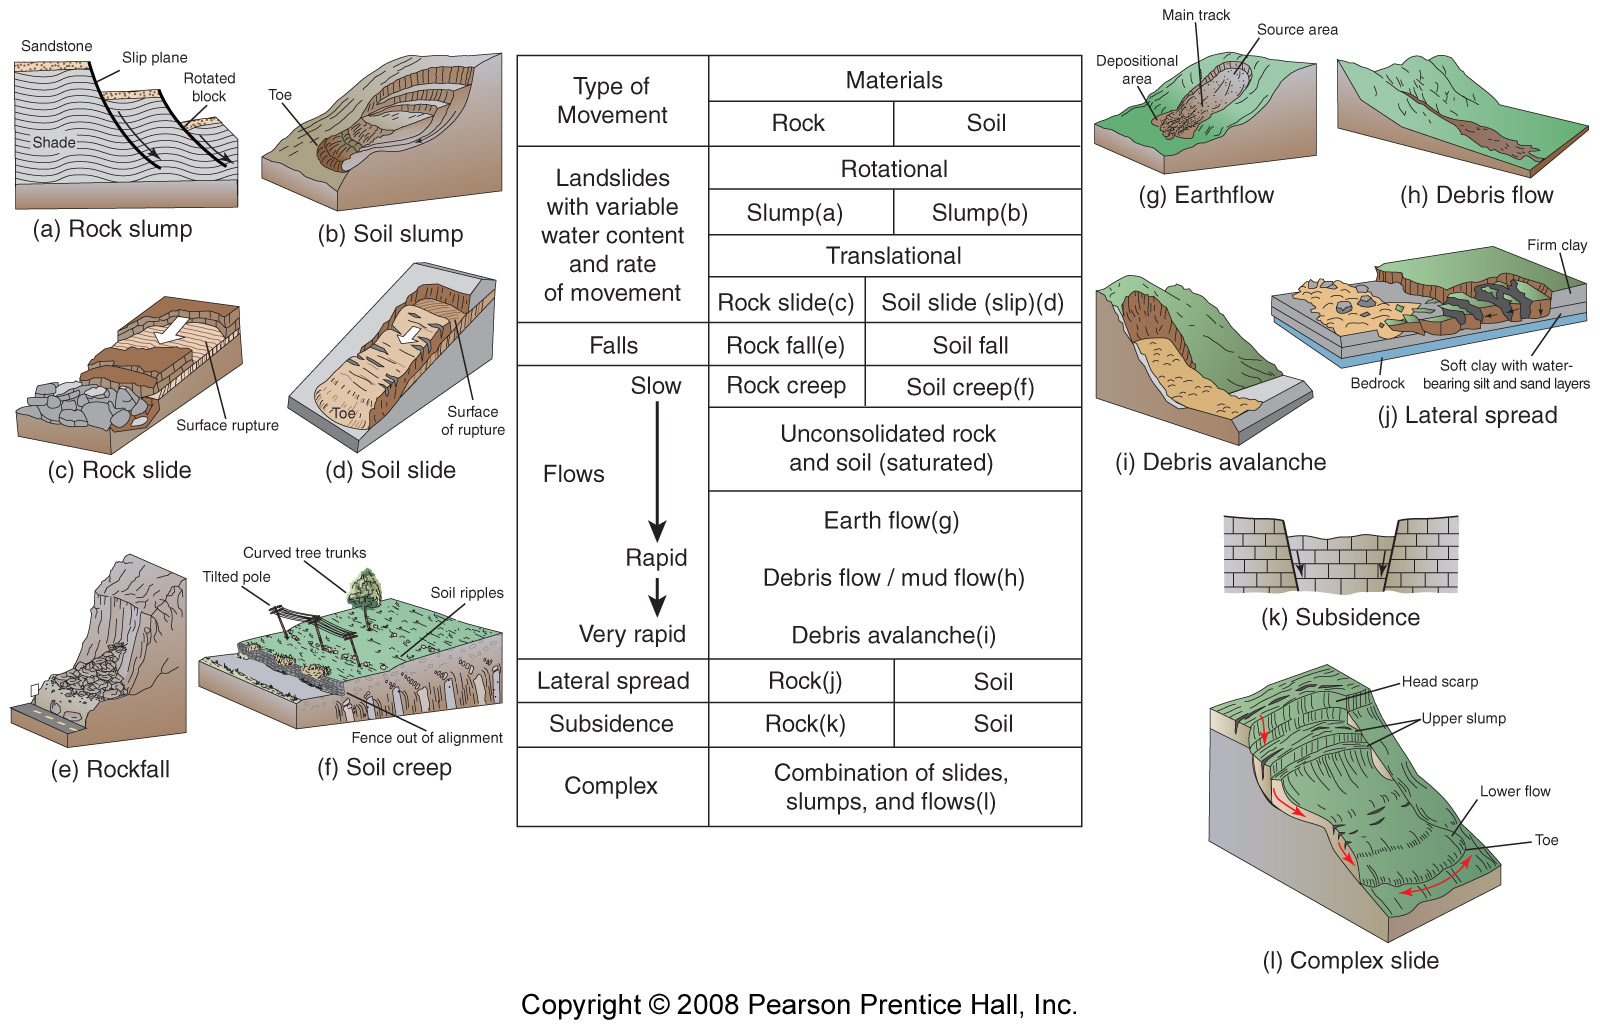 Sandstone
Slip plane
Rotated
block
Shade
(a) Rock slump
Toe
(b) Soil slump
Surface rupture
(c) Rock slide
Toe
Surface
of rupture
(d) Soil slide
(e) Rockfall
Curved tree trunks
Tilted pole
Soil ripples
Fence out of alignment
(f) Soil creep
Type of
Movement
Materials
Rock
Soil
Landslides
with variable
water content
and rate
of movement
Rotational
Slump(a)
Slump(b)
Translational
Rock slide(c)
Soil slide (slip)(d)
Falls
Rock fall(e)
Soil fall
Flows
Slow
Rapid
Very rapid
Rock creep
Soil creep(f)
Unconsolidated rock
and soil (saturated)
Earth flow(g)
Debris flow / mud flow(h)
Debris avalanche(i)
Lateral spread
Rock(j)
Soil
Subsidence
Rock(k)
Soil
Complex
Combination of slides,
slumps, and flows(l)
Main track
Source area
Depositional
area
(g) Earthflow
(h) Debris flow
(i) Debris avalanche
Firm clay
Bedrock
Soft clay with water-
bearing silt and sand layers
(j) Lateral spread
(k) Subsidence
Head scarp
Upper slump
Lower flow
Toe
(l) Complex slide
Copyright © 2008 Pearson Prentice Hall, Inc.